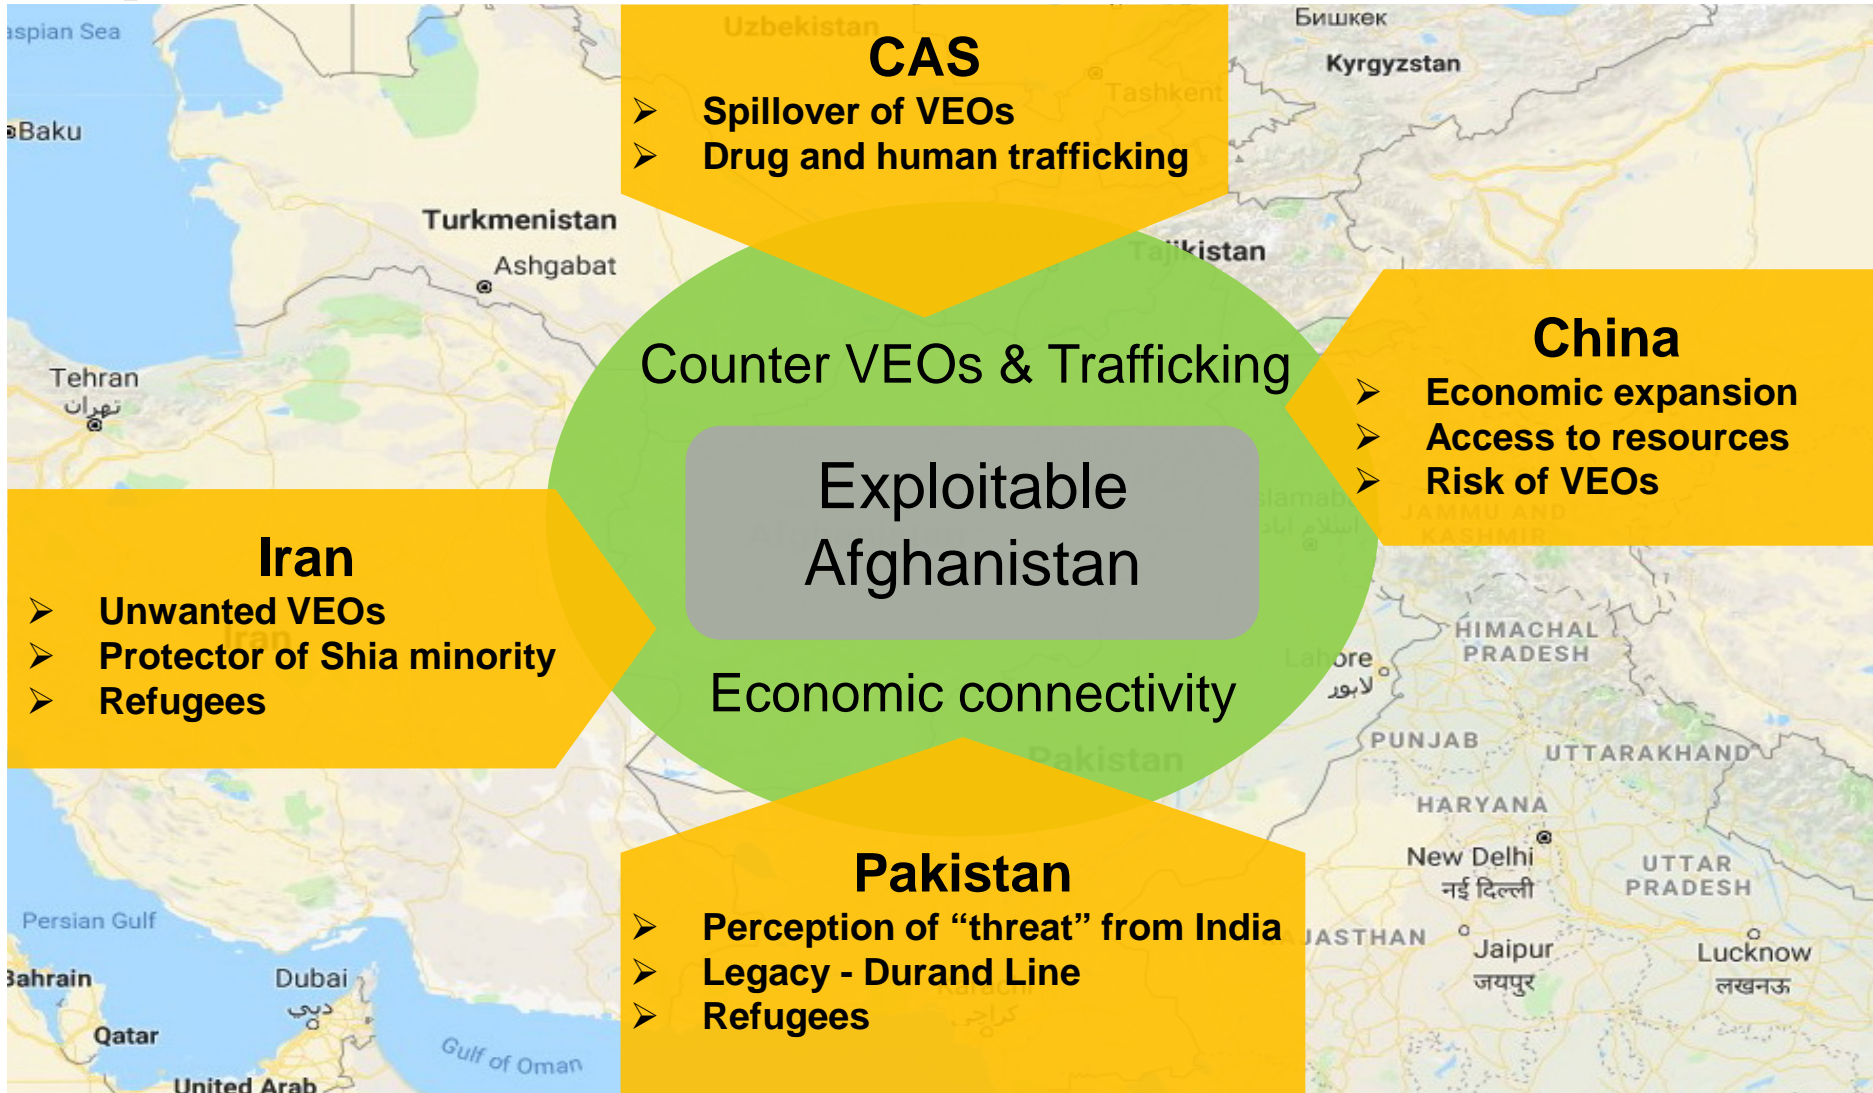 Uzbekistan
Бишкек
aspian Sea
CAS
Kyrgyzstan
➢ Spillover of VEOs
Tashkent
Baku
➢ Drug and human trafficking
Turkmenistan
Ashgabat
Tajikistan
China
Counter VEOs & Trafficking
➢ Economic expansion
➢ Access to resources
➢ Risk of VEOs
Tehran
تهران
Exploitable
Afghanistan
JAMMU AND
KASHMIR
Iran
➢ Unwanted VEOs
➢ Protector of Shia minority
➢ Refugees
Iran
HIMACHAL
PRADESH
Lahore
لاہور
Economic connectivity
Pakistan
PUNJAB
UTTARAKHAND
HARYANA
New Delhi
नई दिल्ली
UTTAR
PRADESH
Pakistan
➢ Perception of “threat” from India
➢ Legacy - Durand Line
➢ Refugees
Karachi
كراچى
AJASTHAN
Jaipur
जयपुर
Lucknow
लखनऊ
Persian Gulf
Bahrain
Dubai
دبي
Qatar
Gulf of Oman
United Arab